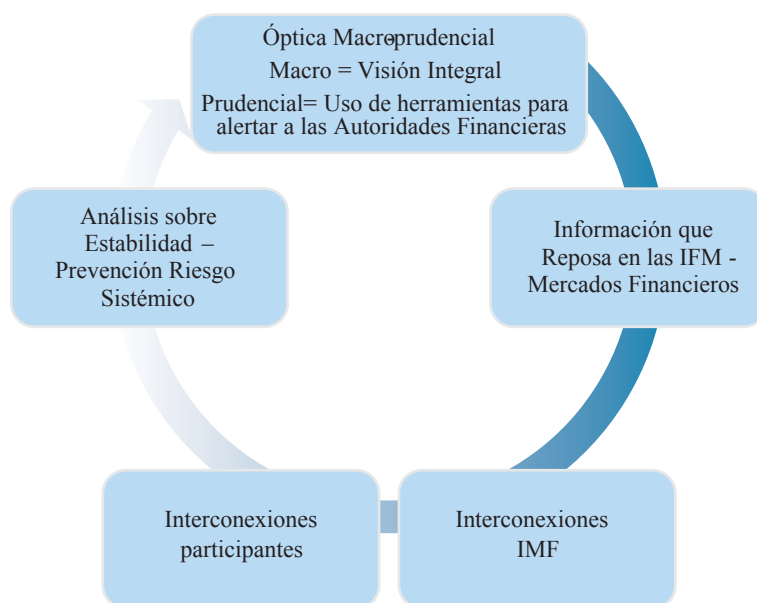 Óptica Macroprudencial
Macro = Visión Integral
Prudencial= Uso de herramientas para
alertar a las Autoridades Financieras
Información que
Reposa en las IFM -
Mercados Financieros
Interconexiones
IMF
Interconexiones
participantes
Análisis sobre
Estabilidad –
Prevención Riesgo
Sistémico